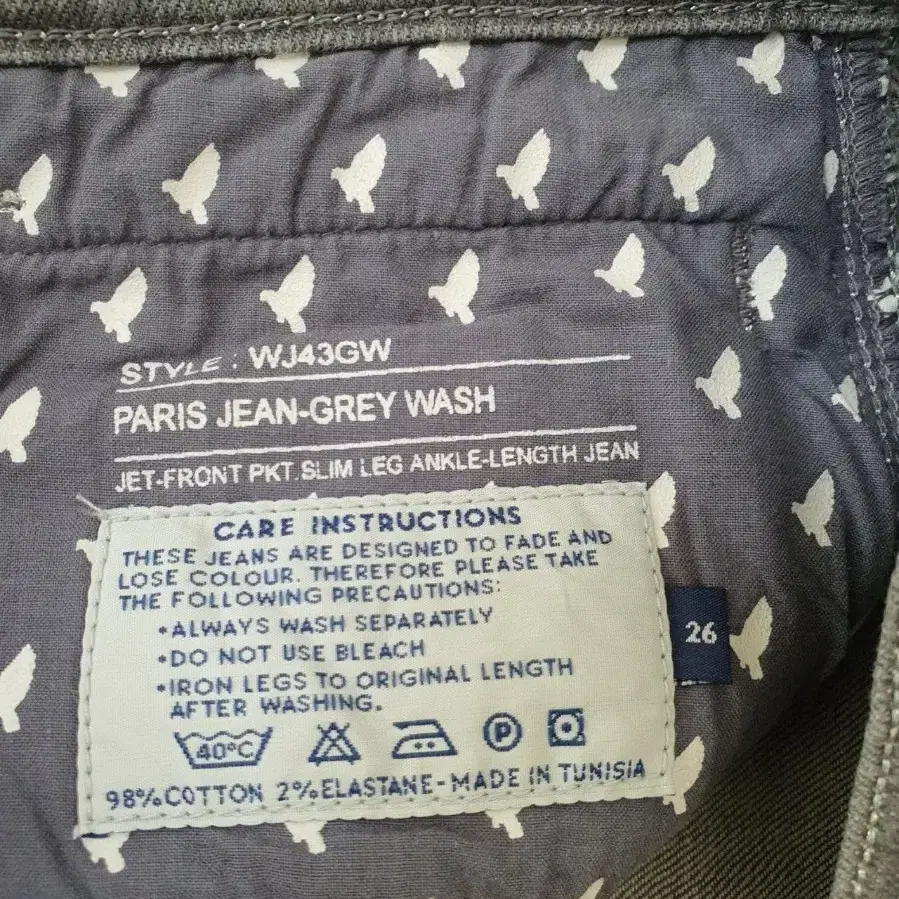 STYLE : WJ43GW
PARIS JEAN-GREY WASH
JET-FRONT PKT.SLIM LEG ANKLE-LENGTH JEAN
CARE INSTRUCTIONS
THESE JEANS ARE DESIGNED TO FADE AND
LOSE COLOUR. THEREFORE PLEASE TAKE
THE FOLLOWING PRECAUTIONS:
•ALWAYS WASH SEPARATELY
•DO NOT USE BLEACH
•IRON LEGS TO ORIGINAL LENGTH
AFTER WASHING.
40°C P
98%COTTON 2%ELASTANE-MADE IN TUNISIA
26